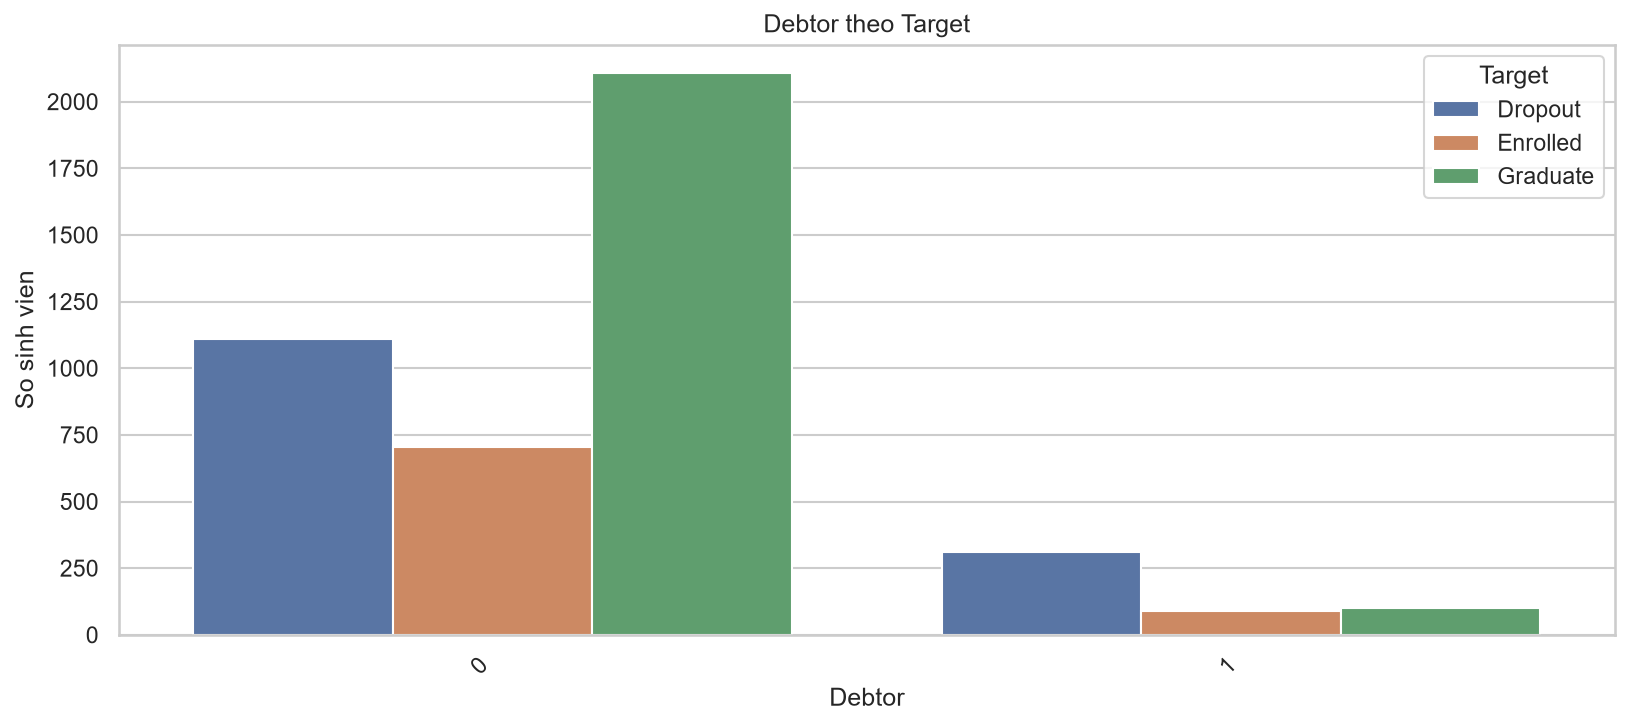 Debtor theo Target
Target
Dropout
Enrolled
Graduate
So sinh vien
2000
1750
1500
1250
1000
750
500
250
0
0
1
Debtor